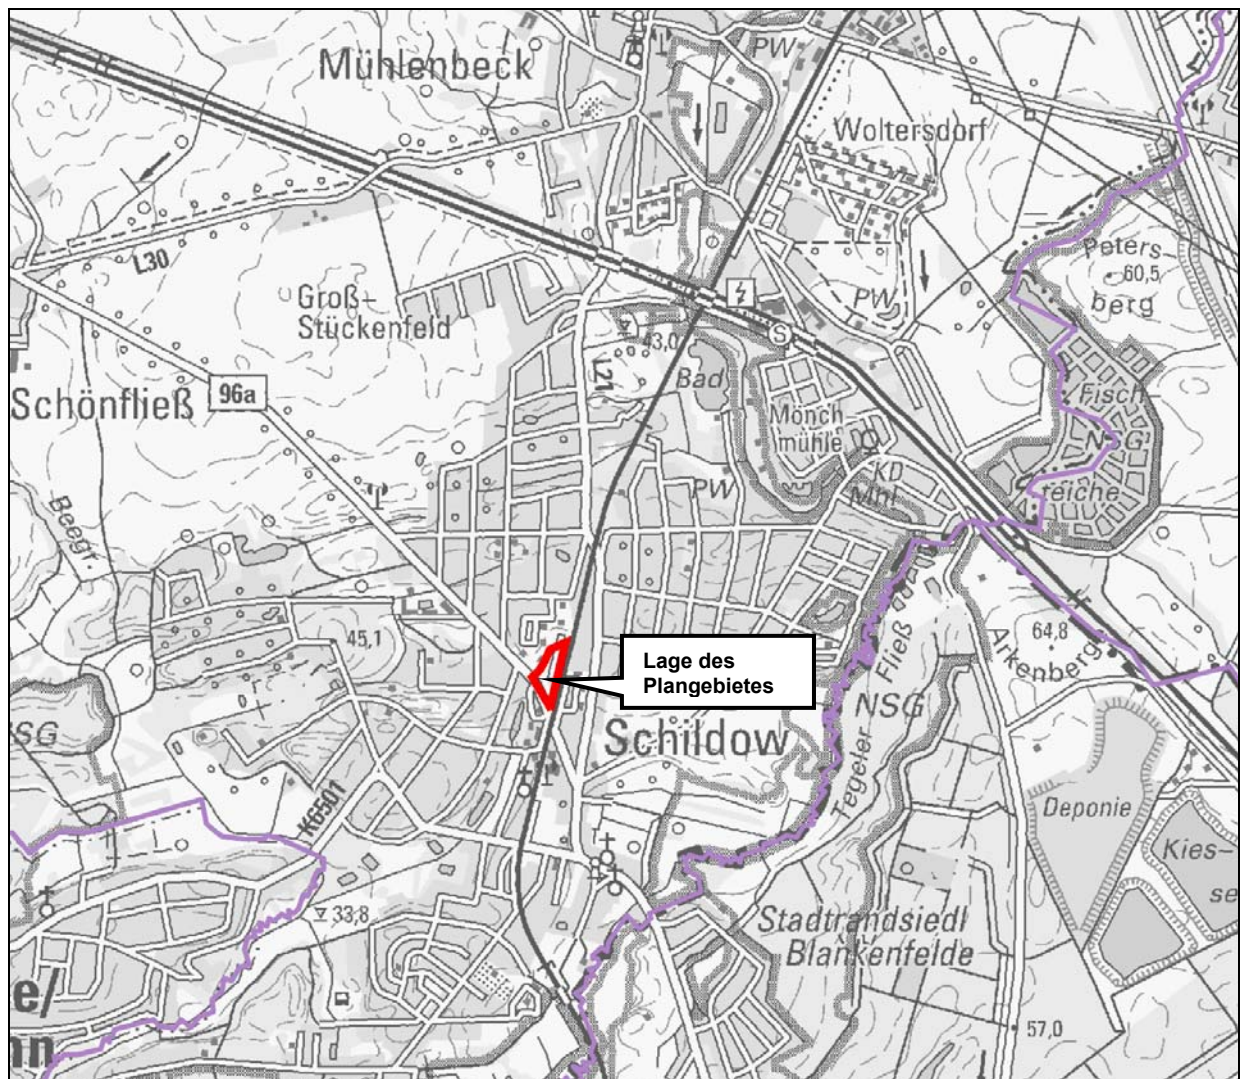 Mühlenbeck
PW
Woltersdorf
L30
Peters-
60,5
berg
PW
Groß-
Stückenfeld
43,0
S
L21
Bad
Schönfließ
96a
Fisch-
Mönch
mühle
NSG
KD
Mhl
PW
teiche
Beegr.
45,1
64,8
Arkenberg
Lage des
Plangebietes
Fließ
NSG
SG
Schildow
Tegeler
K6501
Deponie
Kies-
se
33,8
Stadtrandsiedl
Blankenfelde
e/
nn
57,0